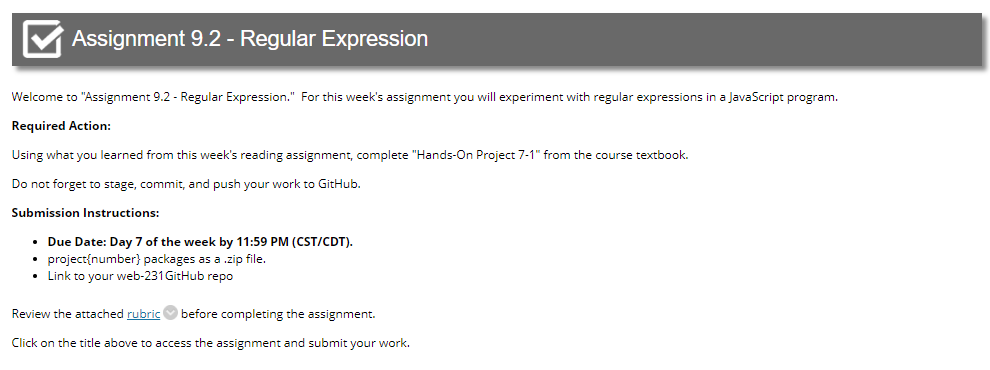 Assignment 9.2 - Regular Expression
Welcome to "Assignment 9.2 - Regular Expression."  For this week's assignment you will experiment with regular expressions in a JavaScript program.
Required Action:
Using what you learned from this week's reading assignment, complete "Hands-On Project 7-1" from the course textbook.
Do not forget to stage, commit, and push your work to GitHub.
Submission Instructions:
• Due Date: Day 7 of the week by 11:59 PM (CST/CDT).
• project{number} packages as a .zip file.
• Link to your web-231GitHub repo
Review the attached rubric before completing the assignment.
Click on the title above to access the assignment and submit your work.